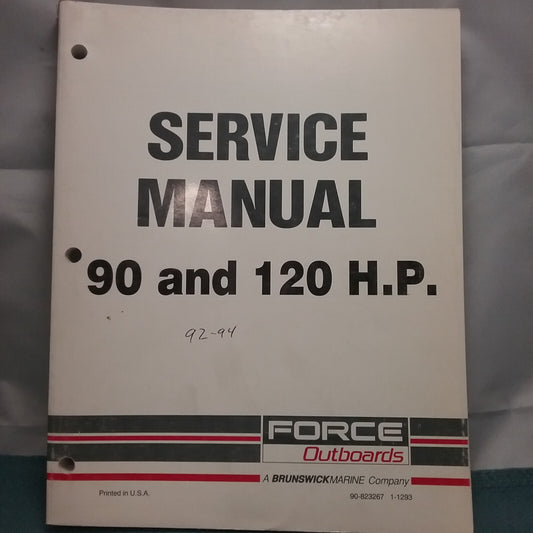 SERVICE
MANUAL
90 and 120 H.P.
92-94
FORCE
Outboards
A BRUNSWICK MARINE Company
Printed in U.S.A.
90-823267 1-1293